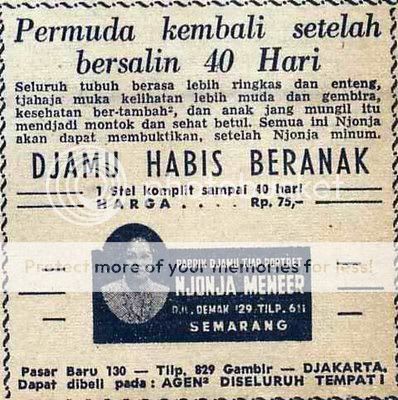 Permuda kembali setelah
bersalin 40 Hari
Seluruh tubuh berasa lebih ringkas dan enteng,
tjahaja muka kelihatan lebih muda dan gembira,
kesehatan ber-tambah², dan anak jang mungil itu
mendjadi montok dan sehat betul. Semua ini Njonja
akan dapat membuktikan, setelah Njonja minum.
DJAMU HABIS BERANAK
1 Stel komplit sampai 40 hari
HARGA .... Rp. 75,-
Protect more of your memories for less!
PABRIK DJAMU TJAP PORTRET
NJONJA MENEER
DJL. DEMAK 129, TILP. 611
SEMARANG
Pasar Baru 130 — Tilp. 829 Gambir — DJAKARTA.
Dapat dibeli pada: AGEN² DISELURUH TEMPAT!